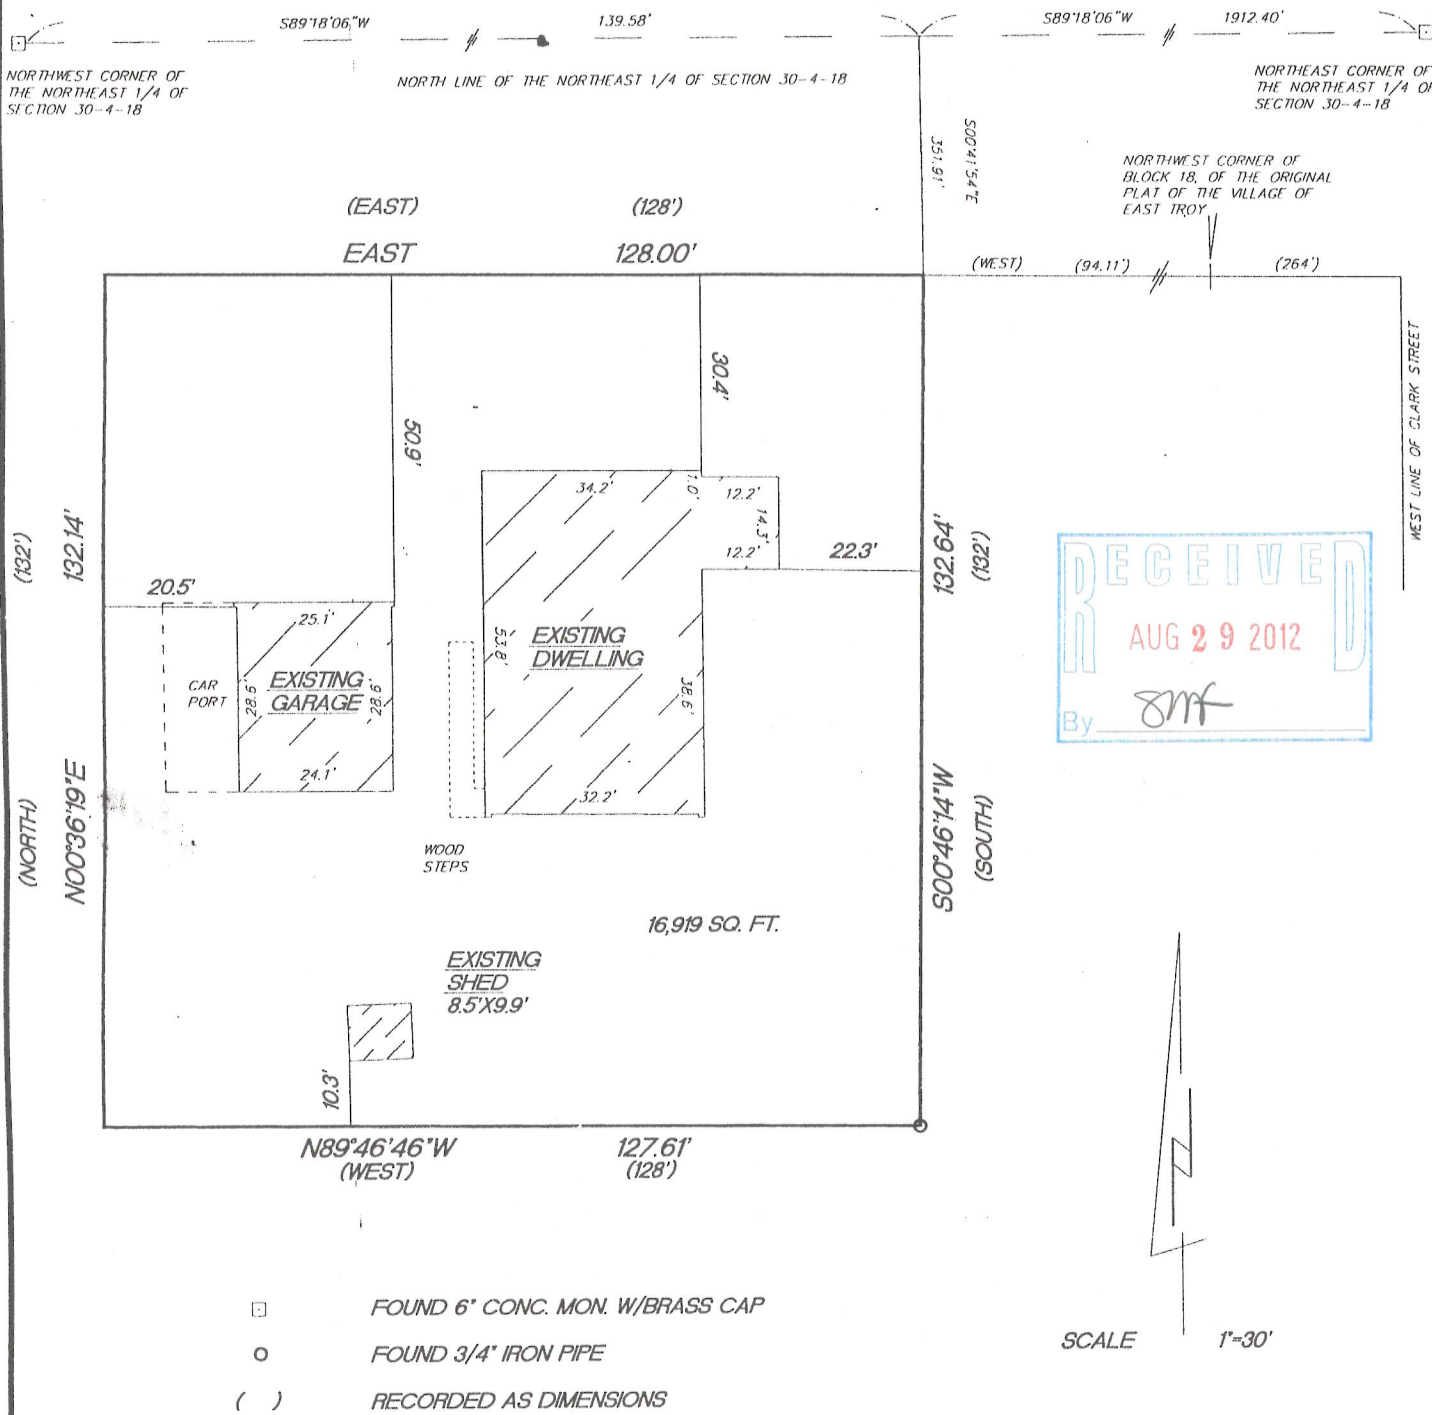 S89°18'06"W
139.58'
S89°18'06"W
1912.40'
NORTHWEST CORNER OF
THE NORTHEAST 1/4 OF
SECTION 30-4-18
NORTH LINE OF THE NORTHEAST 1/4 OF SECTION 30-4-18
NORTHEAST CORNER OF
THE NORTHEAST 1/4 OF
SECTION 30-4-18
S00°41'54"E
351.91'
NORTHWEST CORNER OF
BLOCK 18, OF THE ORIGINAL
PLAT OF THE VILLAGE OF
EAST TROY
(EAST)
(128')
EAST
128.00'
(WEST)
(94.11')
(264')
WEST LINE OF CLARK STREET
30.4'
50.9'
34.2'
1.0'
12.2'
14.3'
12.2'
22.3'
132.14'
(132')
132.64'
(132')
20.5'
25.1'
EXISTING
GARAGE
28.6'
28.6'
24.1'
CAR
PORT
53.8'
EXISTING
DWELLING
38.6'
32.2'
RECEIVED
AUG 29 2012
By
SMF
N00°36'19"E
(NORTH)
S00°46'14"W
(SOUTH)
WOOD
STEPS
16,919 SQ. FT.
EXISTING
SHED
8.5'X9.9'
10.3'
N89°46'46"W
(WEST)
127.61'
(128')
FOUND 6" CONC. MON. W/BRASS CAP
FOUND 3/4" IRON PIPE
( ) RECORDED AS DIMENSIONS
SCALE 1"=30'